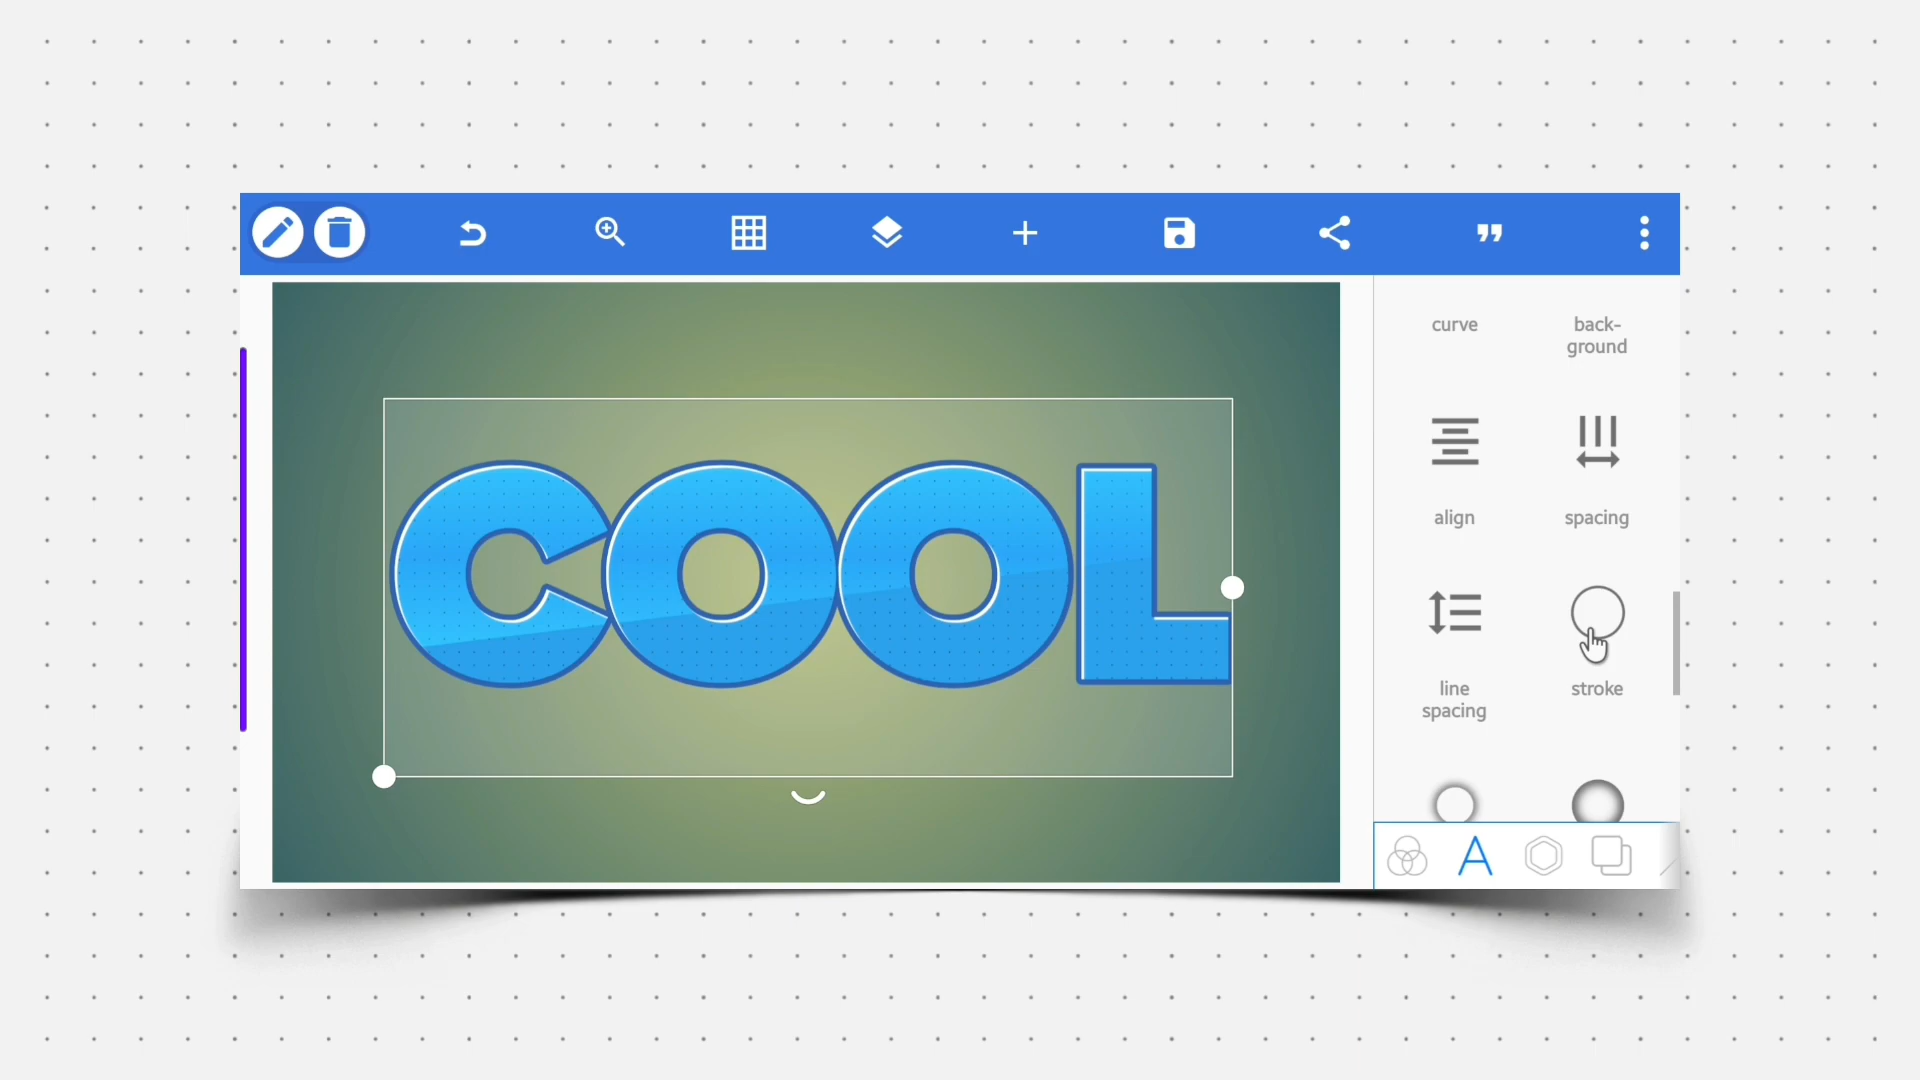 curve
back-
ground
COOL
align
spacing
line
spacing
stroke